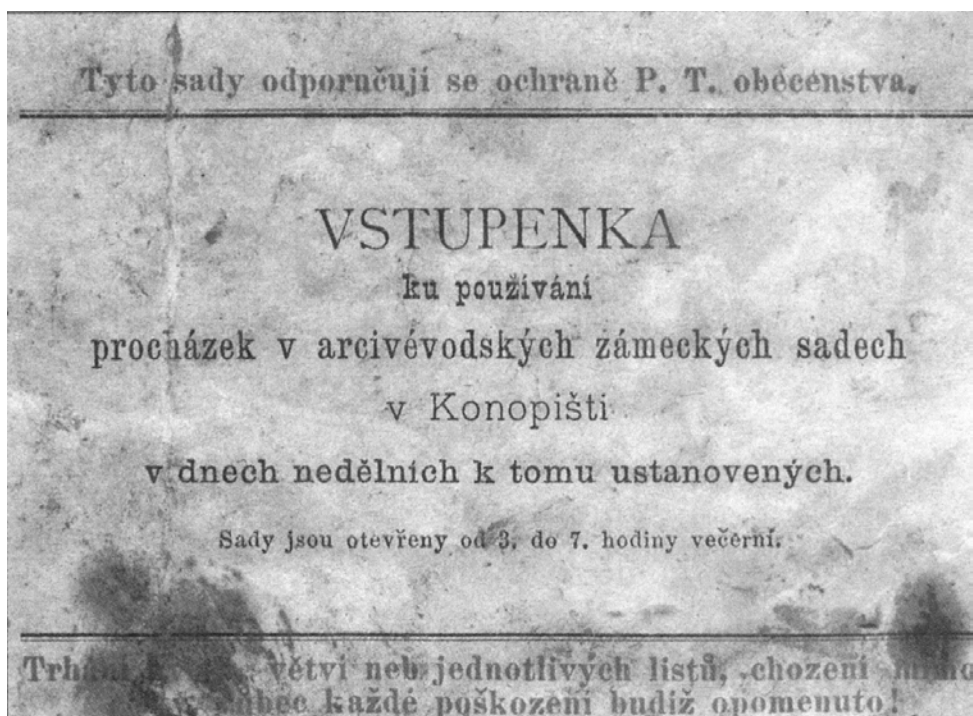 Tyto sady odporučují se ochraně P. T. obecenstva.
VSTUPENKA
ku používání
procházek v arcivévodských zámeckých sadech
v Konopišti
v dnech nedělních k tomu ustanovených.
Sady jsou otevřeny od 3. do 7. hodiny večerní.
větví neb jednotlivých listů, chození
každé poškození budiž opomenuto!